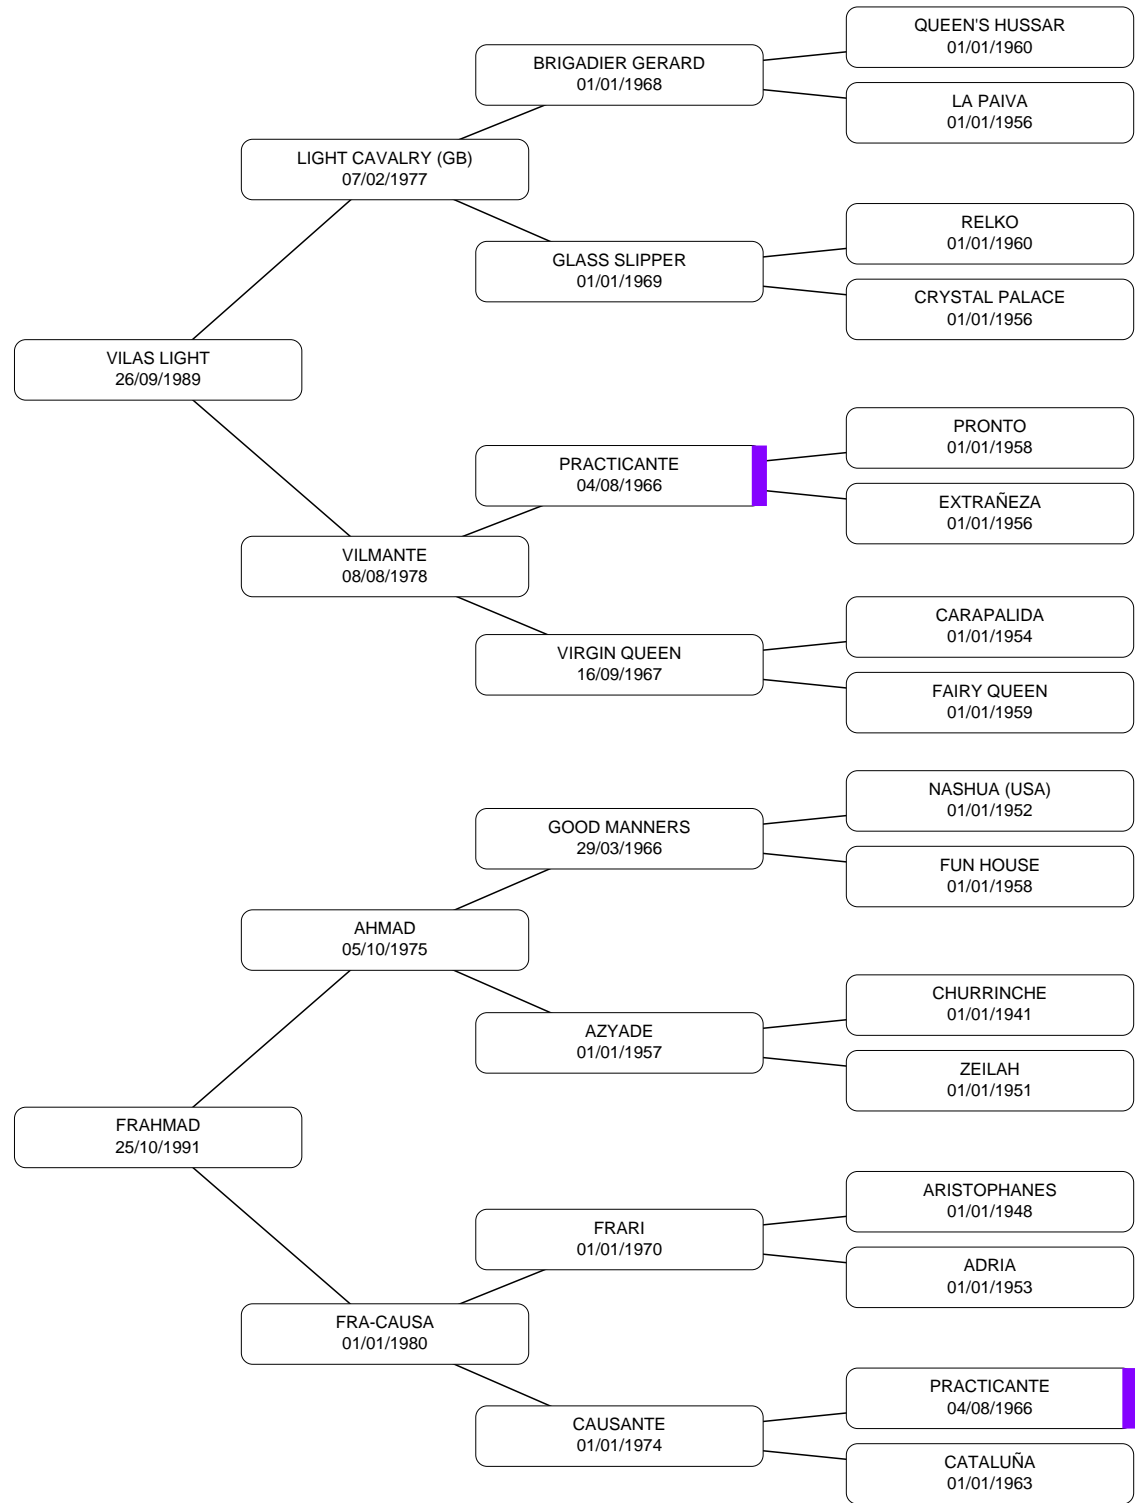 QUEEN'S HUSSAR
01/01/1960
BRIGADIER GERARD
01/01/1968
LA PAIVA
01/01/1956
LIGHT CAVALRY (GB)
07/02/1977
RELKO
01/01/1960
GLASS SLIPPER
01/01/1969
CRYSTAL PALACE
01/01/1956
VILAS LIGHT
26/09/1989
PRONTO
01/01/1958
PRACTICANTE
04/08/1966
EXTRAÑEZA
01/01/1956
VILMANTE
08/08/1978
CARAPALIDA
01/01/1954
VIRGIN QUEEN
16/09/1967
FAIRY QUEEN
01/01/1959
NASHUA (USA)
01/01/1952
GOOD MANNERS
29/03/1966
FUN HOUSE
01/01/1958
AHMAD
05/10/1975
CHURRINCHE
01/01/1941
AZYADE
01/01/1957
ZEILAH
01/01/1951
FRAHMAD
25/10/1991
ARISTOPHANES
01/01/1948
FRARI
01/01/1970
ADRIA
01/01/1953
FRA-CAUSA
01/01/1980
PRACTICANTE
04/08/1966
CAUSANTE
01/01/1974
CATALUÑA
01/01/1963